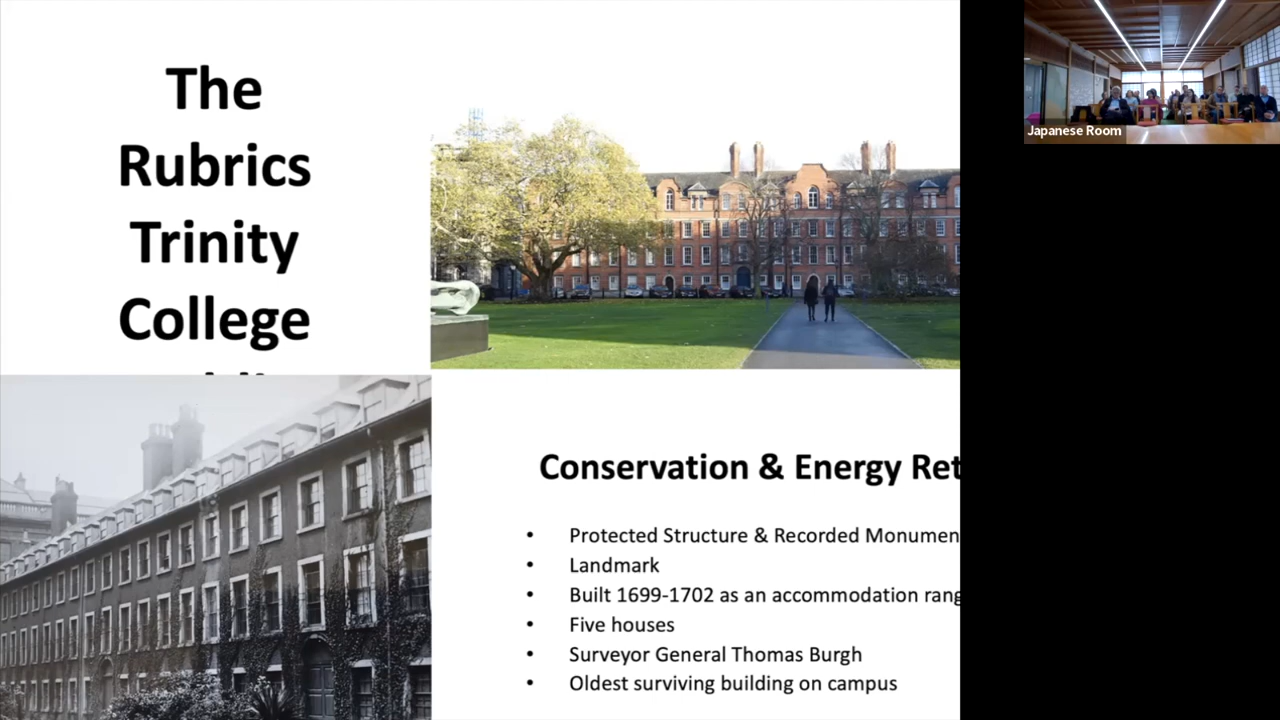 The
Rubrics
Trinity
College
Conservation & Energy Ret
• Protected Structure & Recorded Monumen
• Landmark
• Built 1699-1702 as an accommodation rang
• Five houses
• Surveyor General Thomas Burgh
• Oldest surviving building on campus
Japanese Room